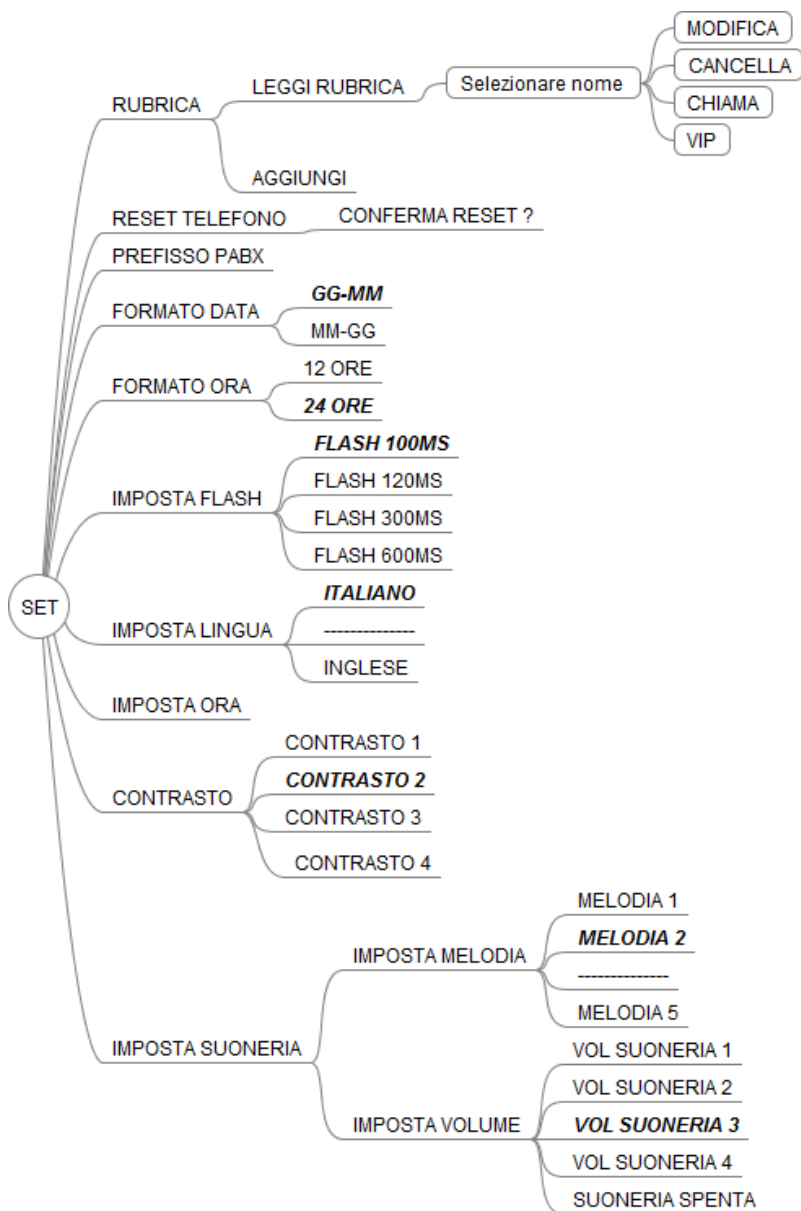 SET
RUBRICA
LEGGI RUBRICA
Selezionare nome
MODIFICA
CANCELLA
CHIAMA
VIP
AGGIUNGI
RESET TELEFONO
CONFERMA RESET ?
PREFISSO PABX
FORMATO DATA
GG-MM
MM-GG
FORMATO ORA
12 ORE
24 ORE
IMPOSTA FLASH
FLASH 100MS
FLASH 120MS
FLASH 300MS
FLASH 600MS
IMPOSTA LINGUA
ITALIANO
---------------
INGLESE
IMPOSTA ORA
CONTRASTO
CONTRASTO 1
CONTRASTO 2
CONTRASTO 3
CONTRASTO 4
IMPOSTA SUONERIA
IMPOSTA MELODIA
MELODIA 1
MELODIA 2
---------------
MELODIA 5
IMPOSTA VOLUME
VOL SUONERIA 1
VOL SUONERIA 2
VOL SUONERIA 3
VOL SUONERIA 4
SUONERIA SPENTA